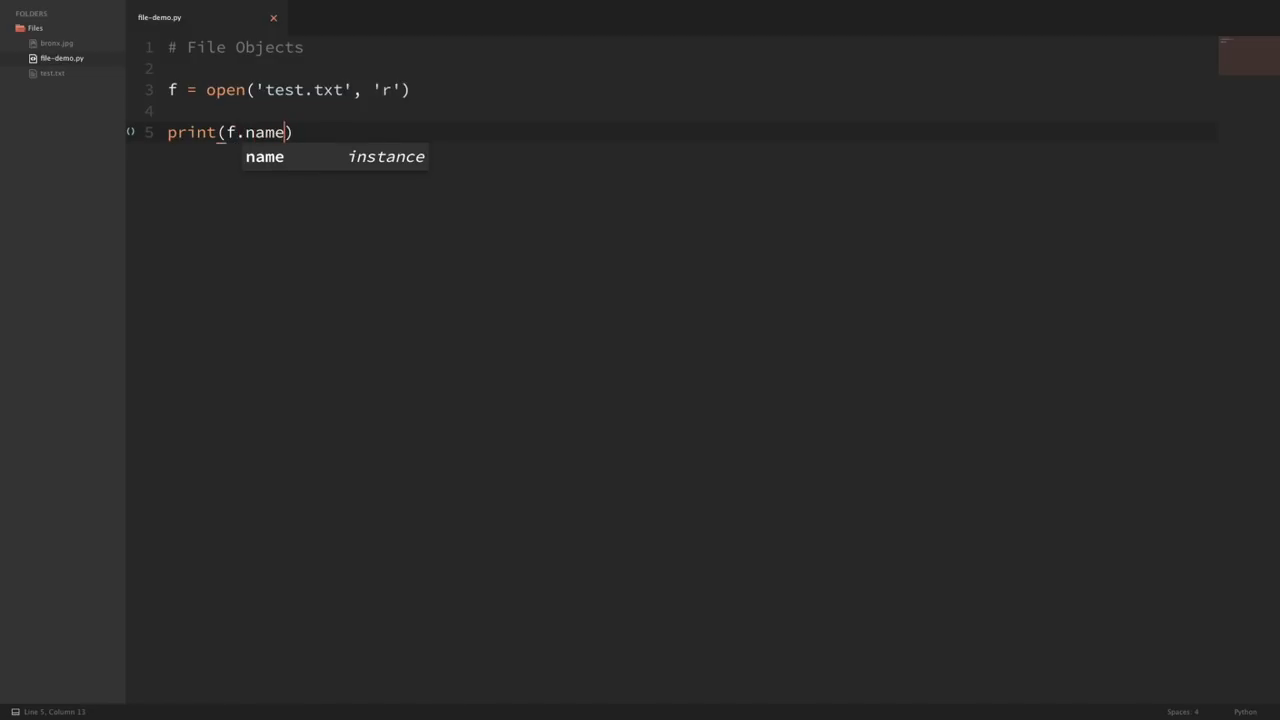 FOLDERS
Files
bronx.jpg
file-demo.py
test.txt
file-demo.py ×
1 # File Objects
2
3 f = open('test.txt', 'r')
4
() 5 print(f.name)
name instance
Line 5, Column 13
Spaces: 4
Python